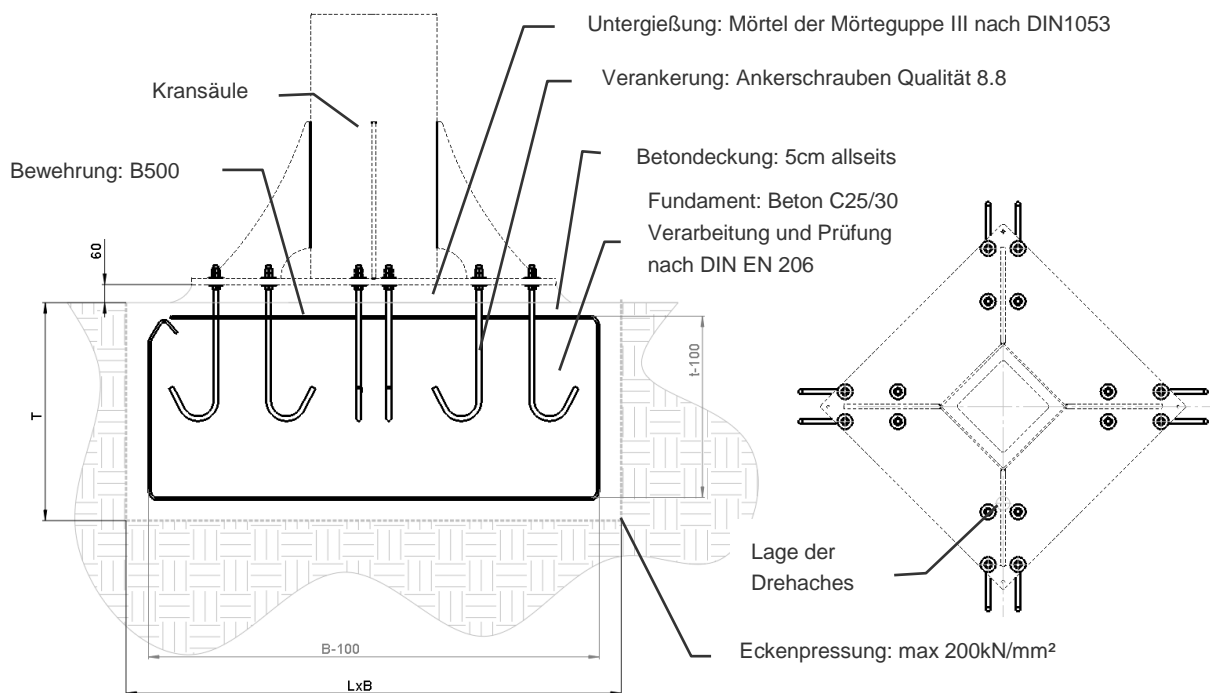 Untergießung: Mörtel der Mörteguppe III nach DIN1053
Verankerung: Ankerschrauben Qualität 8.8
Kransäule
Betondeckung: 5cm allseits
Bewehrung: B500
Fundament: Beton C25/30
Verarbeitung und Prüfung
nach DIN EN 206
60
t-100
T
Lage der
Drehaches
B-100
Eckenpressung: max 200kN/mm²
LxB